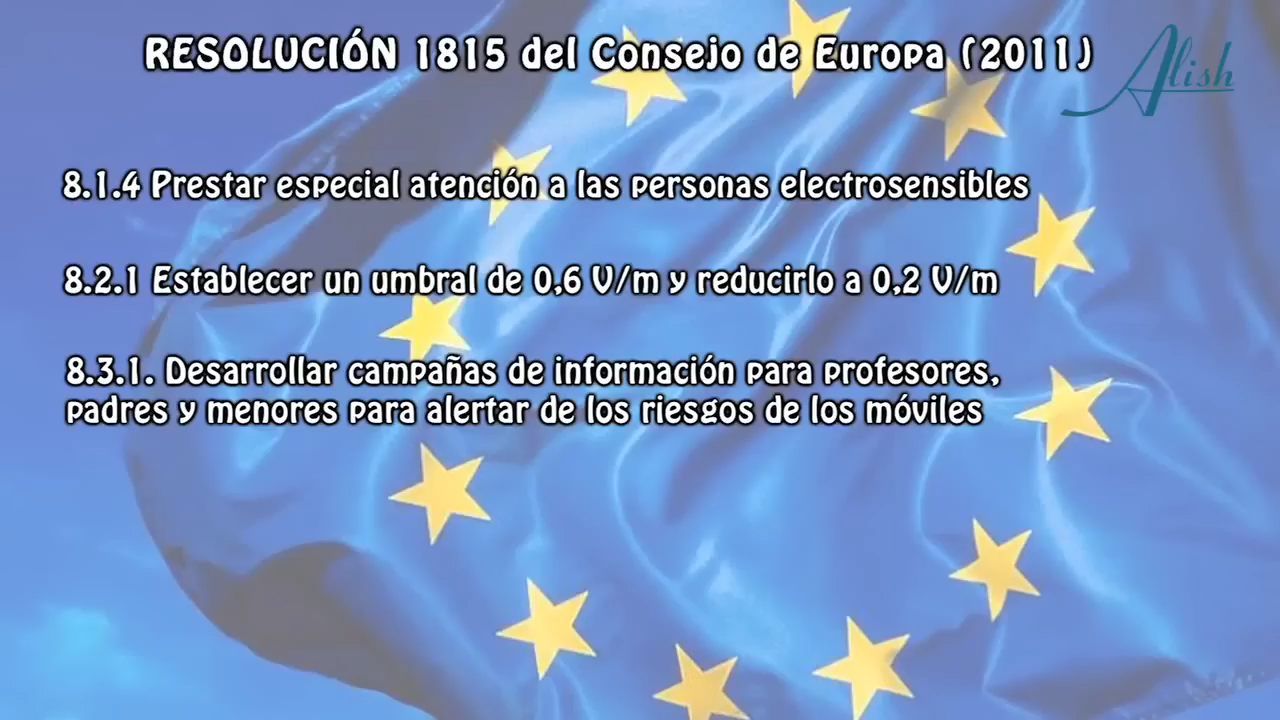 RESOLUCIÓN 1815 del Consejo de Europa (2011)
Alish
8.1.4 Prestar especial atención a las personas electrosensibles
8.2.1 Establecer un umbral de 0,6 V/m y reducirlo a 0,2 V/m
8.3.1. Desarrollar campañas de información para profesores,
padres y menores para alertar de los riesgos de los móviles